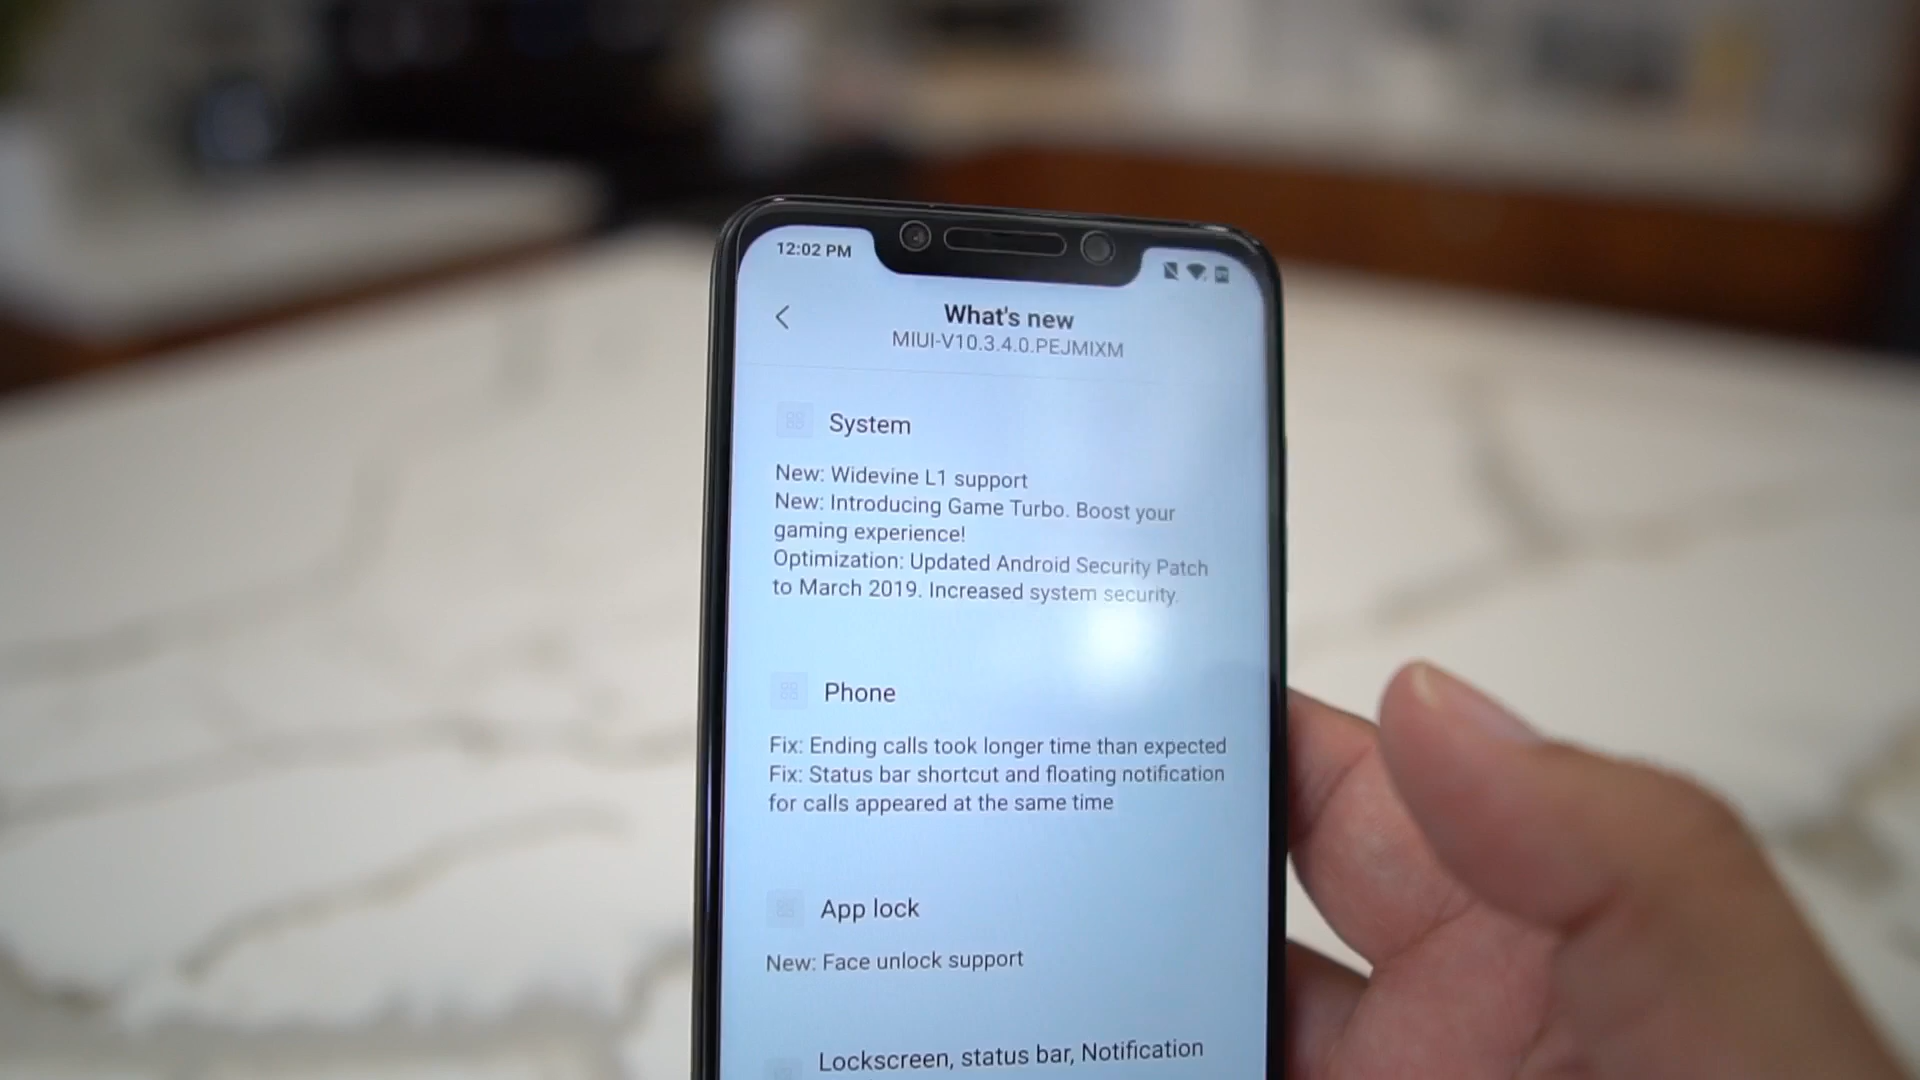 12:02 PM
What's new
MIUI-V10.3.4.0.PEJMIXM
System
New: Widevine L1 support
New: Introducing Game Turbo. Boost your
gaming experience!
Optimization: Updated Android Security Patch
to March 2019. Increased system security.
Phone
Fix: Ending calls took longer time than expected
Fix: Status bar shortcut and floating notification
for calls appeared at the same time
App lock
New: Face unlock support
Lockscreen, status bar, Notification